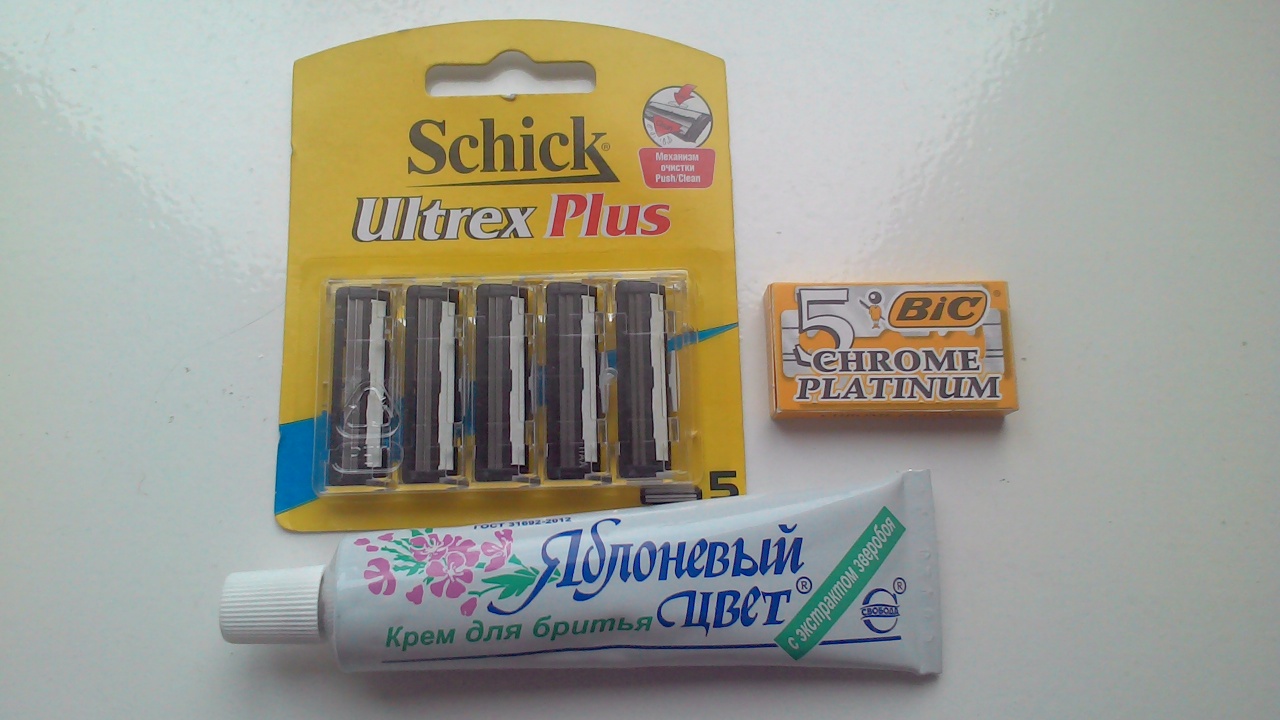 Schick®
Механизм
очистки
Push/Clean
Ultrex Plus
5
5 BIC®
CHROME
PLATINUM
ГОСТ 31692-2012
Яблоневый
цвет®
Крем для бритья
с экстрактом зверобоя
СВОБОДА®